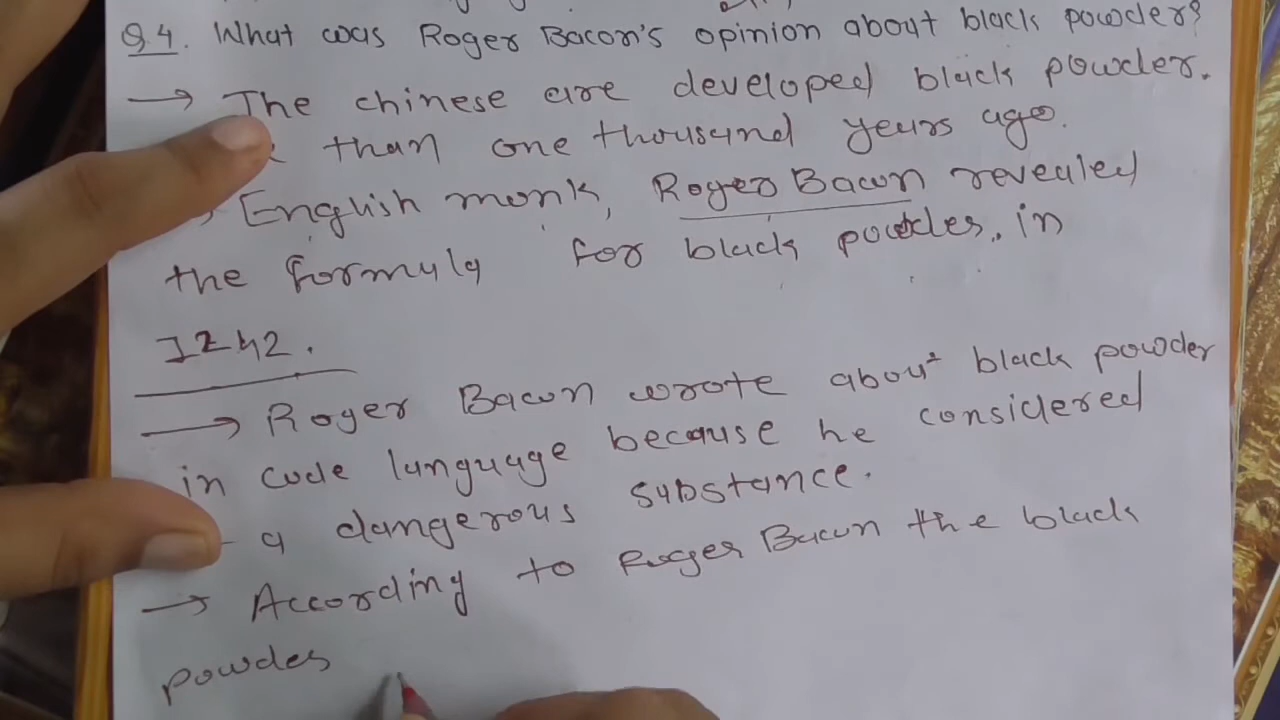 Q.4. What was Roger Bacon's opinion about black powder?
→ The chinese are developed black powder.
than one thousand years ago.
English monk, Roger Bacon revealed
the formula for black powder, in
1242.
→ Roger Bacon wrote about black powder
in code language because he considered
a dangerous substance.
→ According to Roger Bacon the black
powder